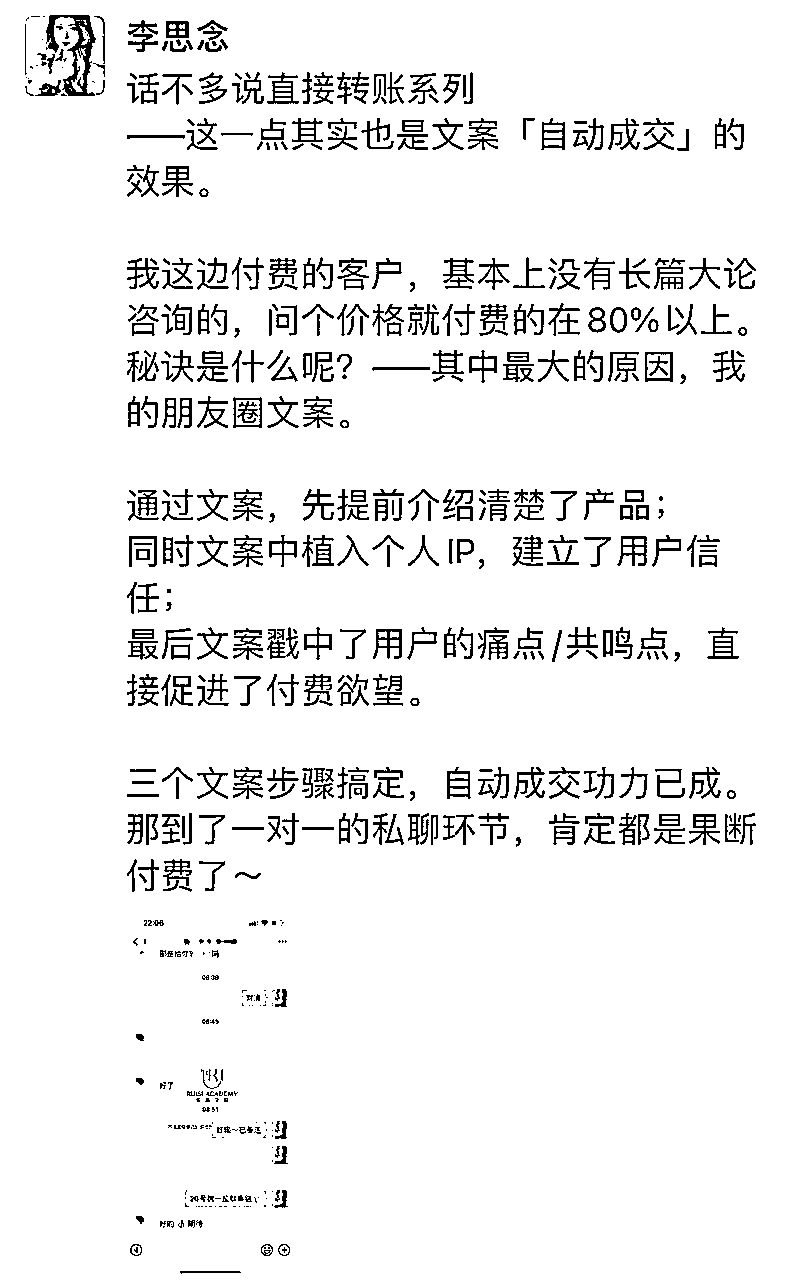 李思念
话不多说直接转账系列
——这一点其实也是文案「自动成交」的
效果。
我这边付费的客户，基本上没有长篇大论
咨询的，问个价格就付费的在80%以上。
秘诀是什么呢？——其中最大的原因，我
的朋友圈文案。
通过文案，先提前介绍清楚了产品；
同时文案中植入个人IP，建立了用户信
任；
最后文案戳中了用户的痛点/共鸣点，直
接促进了付费欲望。
三个文案步骤搞定，自动成交功力已成。
那到了一对一的私聊环节，肯定都是果断
付费了～
22:06
08:39
08:45
好了
RUISI ACADEMY
08:51
好的
期待